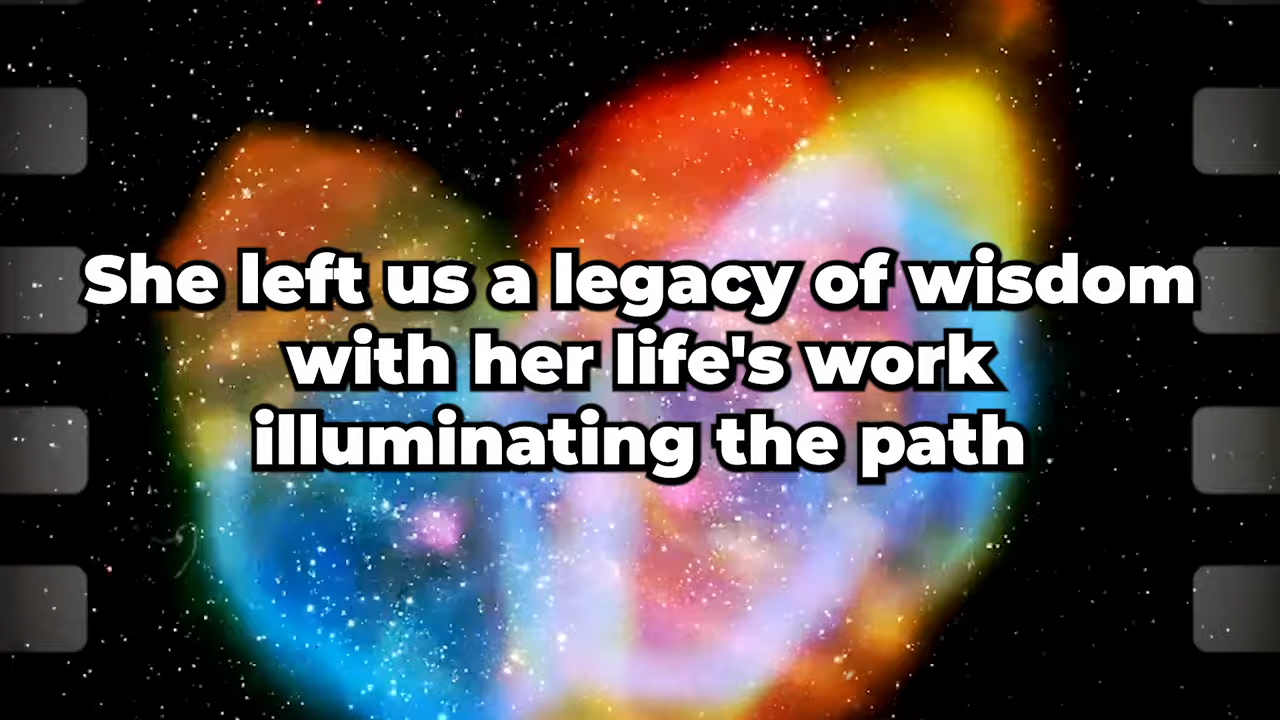 She left us a legacy of wisdom
with her life's work
illuminating the path